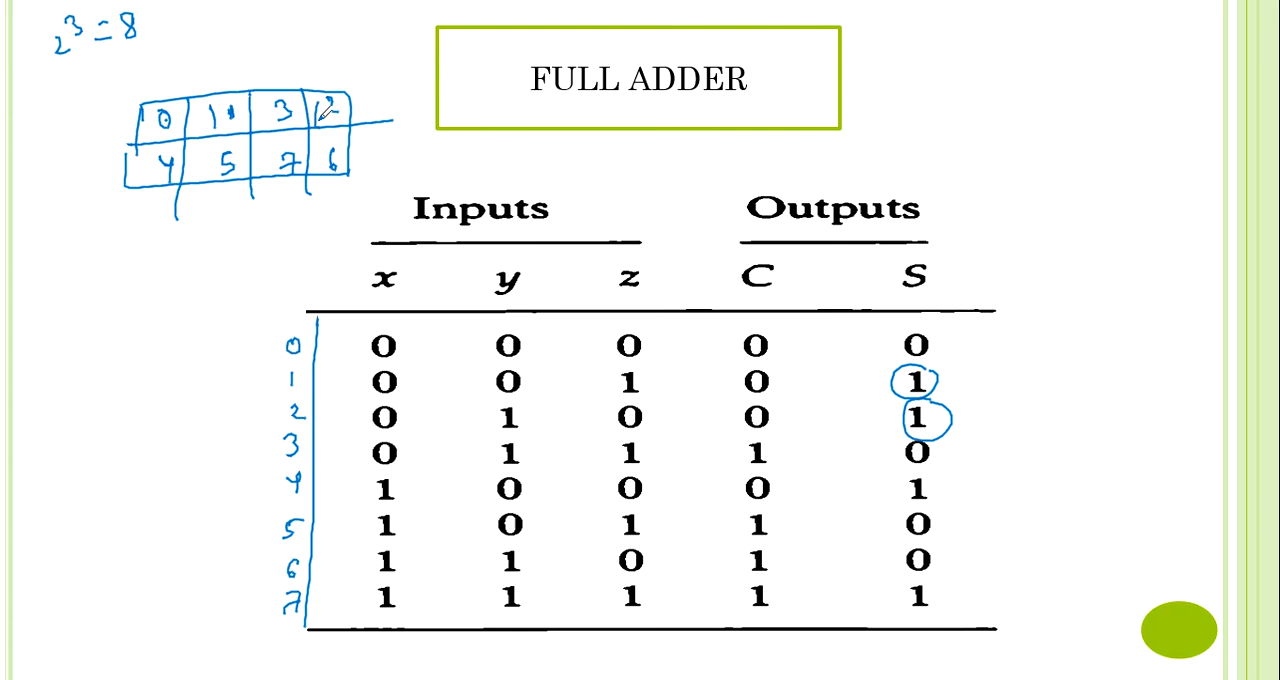 2³ = 8
FULL ADDER
0 1 3 2
4 5 7 6
Inputs Outputs
x y z C S
0 0 0 0 0 0
1 0 0 1 0 1
2 0 1 0 0 1
3 0 1 1 1 0
4 1 0 0 0 1
5 1 0 1 1 0
6 1 1 0 1 0
7 1 1 1 1 1